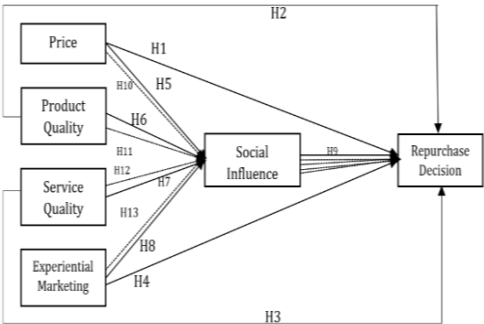 H2
Price
H1
H10
H5
Product
Quality
H6
H11
Social
Influence
H9
Repurchase
Decision
H12
H7
Service
Quality
H13
H8
Experiential
Marketing
H4
H3